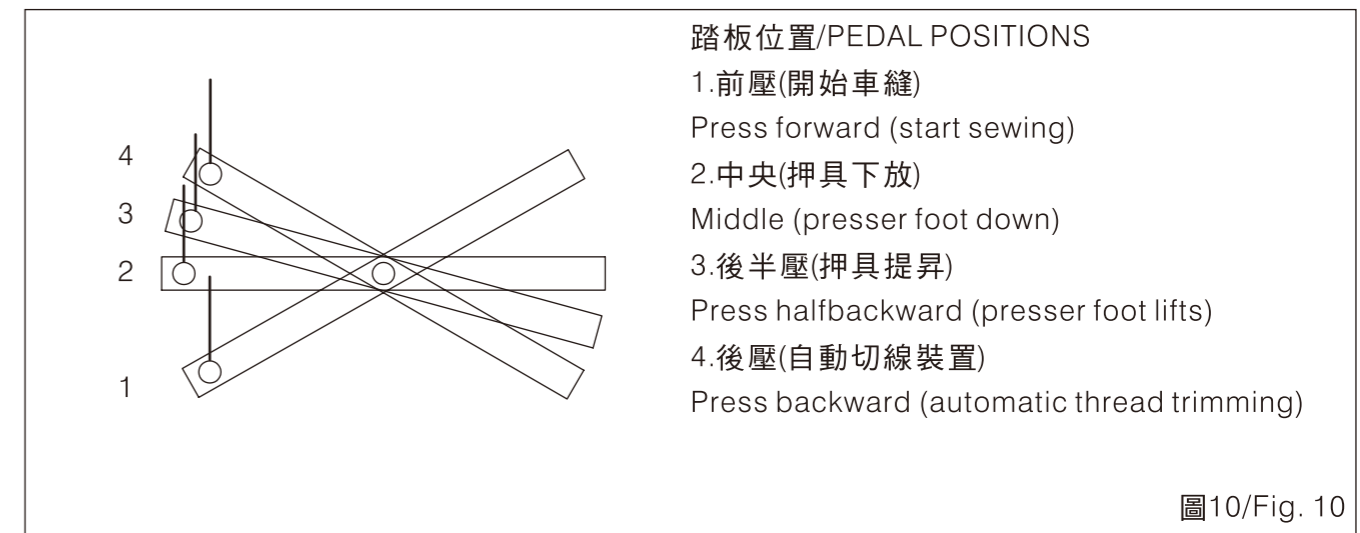 踏板位置/PEDAL POSITIONS
1.前壓(開始車縫)
Press forward (start sewing)
2.中央(押具下放)
Middle (presser foot down)
3.後半壓(押具提昇)
Press halfbackward (presser foot lifts)
4.後壓(自動切線裝置)
Press backward (automatic thread trimming)
4
3
2
1
圖10/Fig. 10